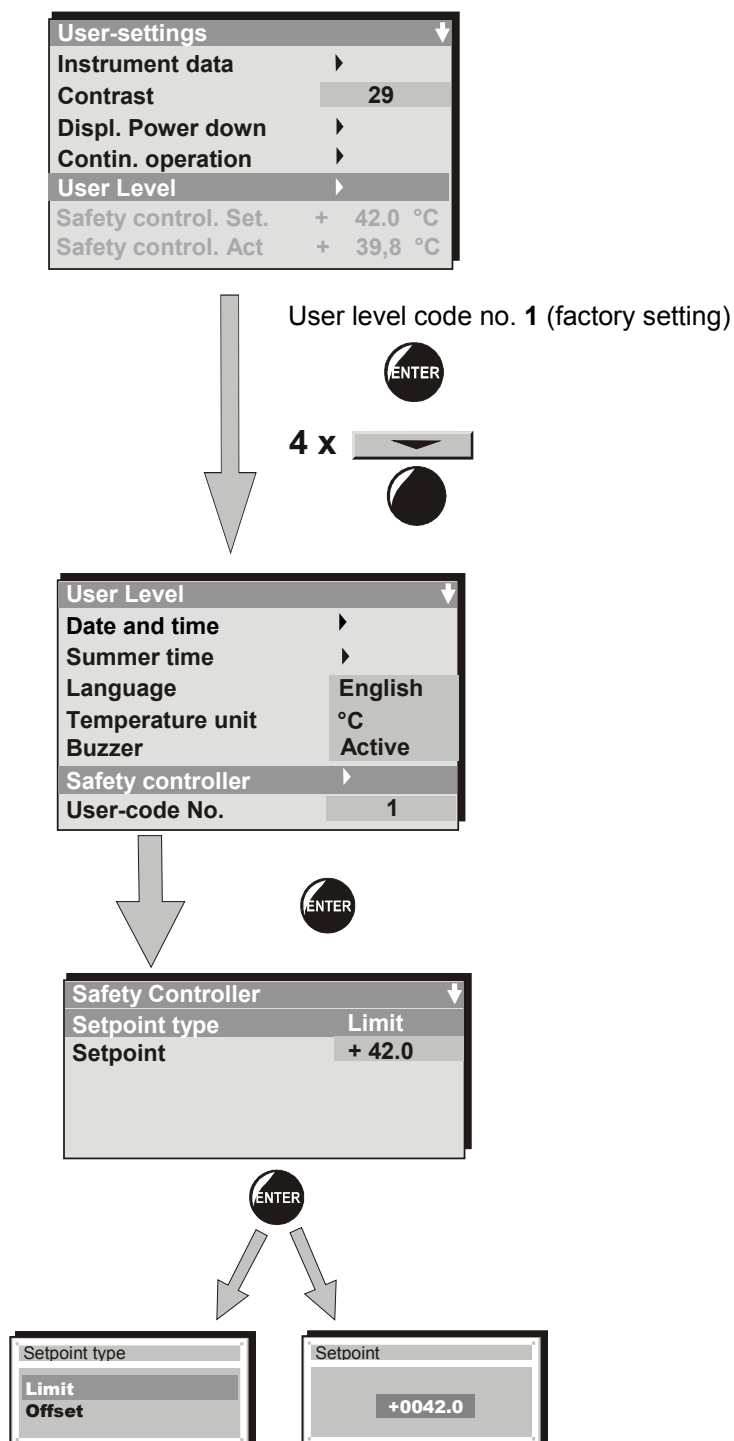 User-settings
Instrument data
Contrast 29
Displ. Power down
Contin. operation
User Level
Safety control. Set. + 42.0 °C
Safety control. Act + 39,8 °C
User level code no. 1 (factory setting)
ENTER
4 x
User Level
Date and time
Summer time
Language English
Temperature unit °C
Buzzer Active
Safety controller
User-code No. 1
ENTER
Safety Controller
Setpoint type Limit
Setpoint + 42.0
ENTER
Setpoint type
Limit
Offset
Setpoint
+0042.0